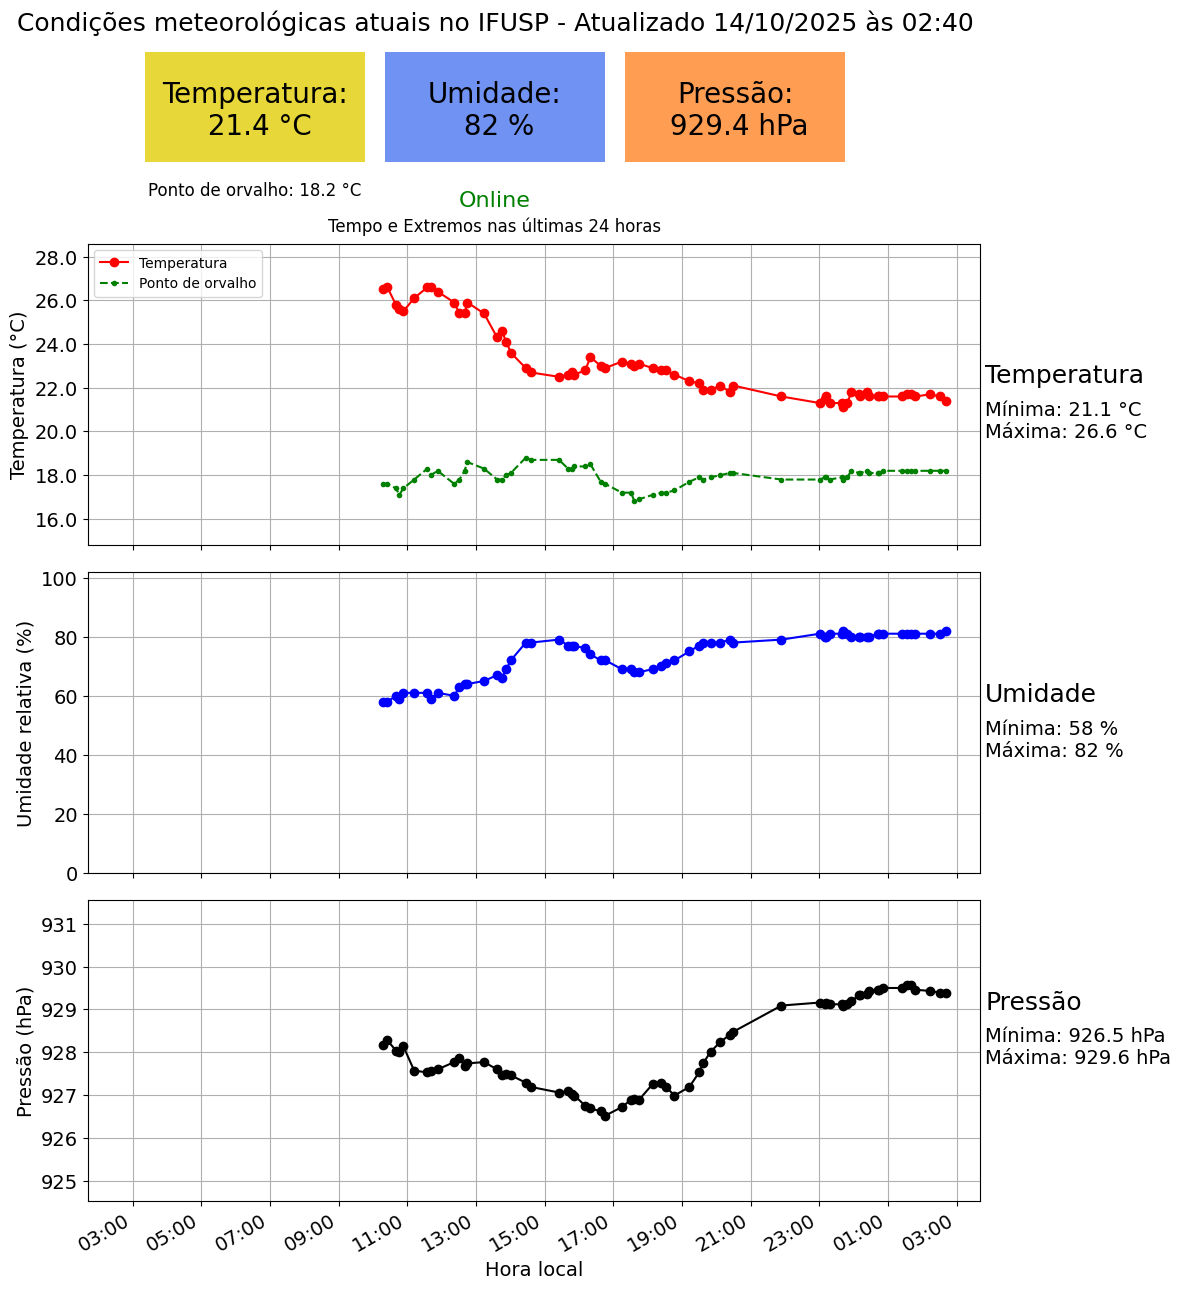 Condições meteorológicas atuais no IFUSP - Atualizado 14/10/2025 às 02:40
Temperatura:
21.4 °C
Umidade:
82 %
Pressão:
929.4 hPa
Ponto de orvalho: 18.2 °C
Online
Tempo e Extremos nas últimas 24 horas
Temperatura
Ponto de orvalho
Temperatura (°C)
28.0
26.0
24.0
22.0
20.0
18.0
16.0
Temperatura
Mínima: 21.1 °C
Máxima: 26.6 °C
Umidade relativa (%)
100
80
60
40
20
0
Umidade
Mínima: 58 %
Máxima: 82 %
Pressão (hPa)
931
930
929
928
927
926
925
Pressão
Mínima: 926.5 hPa
Máxima: 929.6 hPa
03:00
05:00
07:00
09:00
11:00
13:00
15:00
17:00
19:00
21:00
23:00
01:00
03:00
Hora local